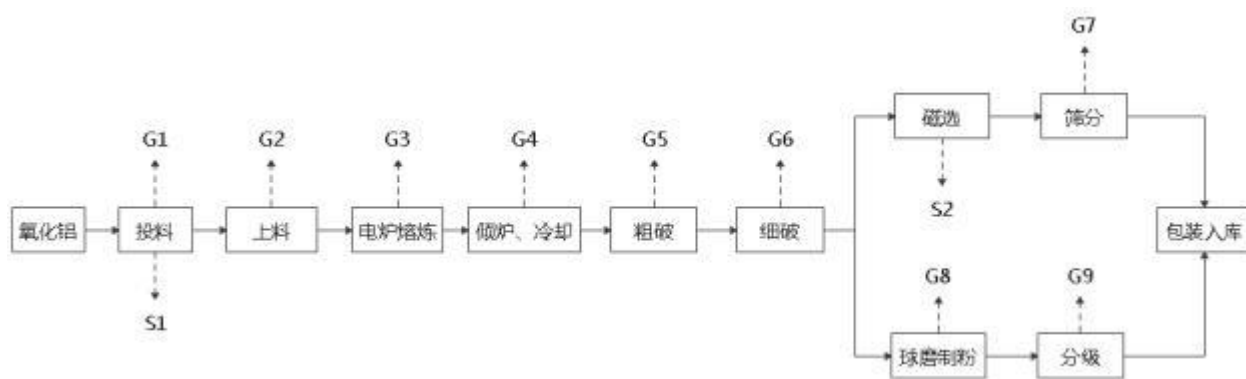 G7
磁选
筛分
G1
G2
G3
G4
G5
G6
S2
氧化铝
投料
上料
电炉熔炼
倾炉、冷却
粗破
细破
包装入库
S1
G8
G9
球磨制粉
分级